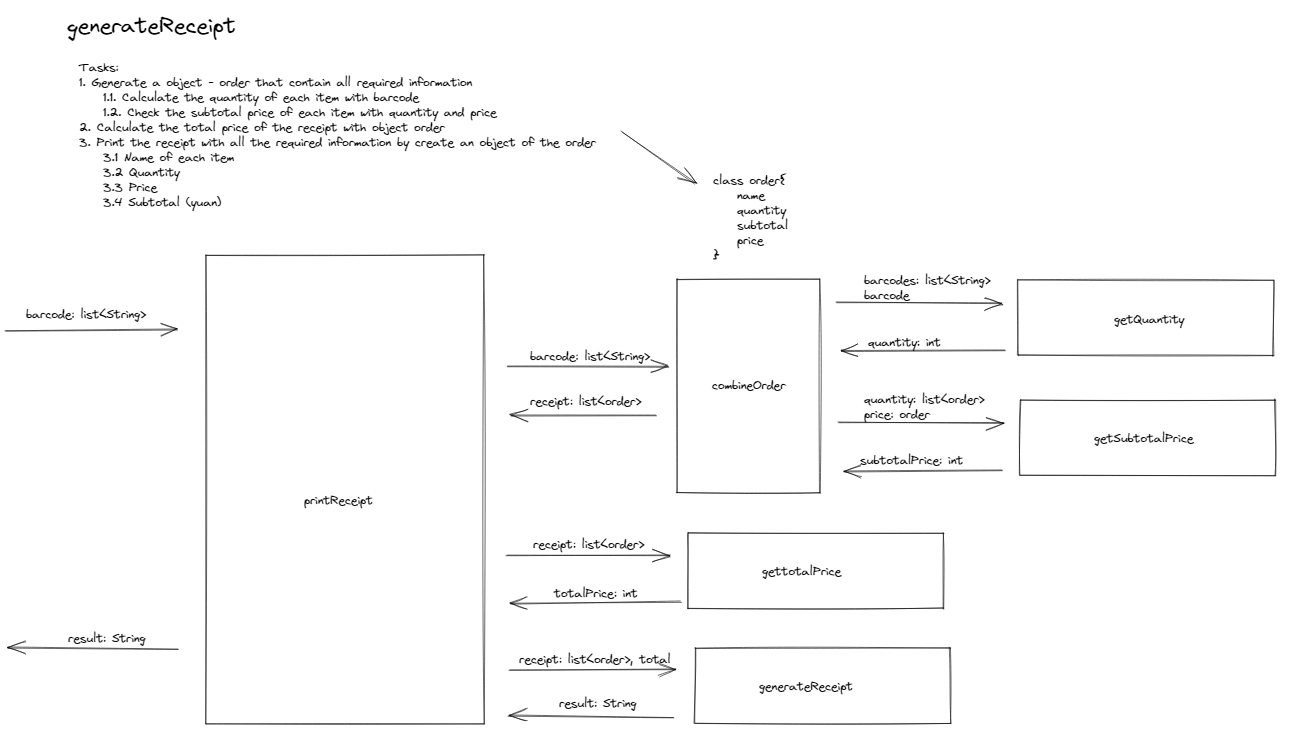 generateReceipt
Tasks:
1. Generate a object - order that contain all required information
1.1. Calculate the quantity of each item with barcode
1.2. Check the subtotal price of each item with quantity and price
2. Calculate the total price of the receipt with object order
3. Print the receipt with all the required information by create an object of the order
3.1 Name of each item
3.2 Quantity
3.3 Price
3.4 Subtotal (yuan)
class order{
name
quantity
subtotal
price
}
barcode: list<String>
printReceipt
result: String
barcode: list<String>
receipt: list<order>
combineOrder
barcodes: list<String>
barcode
getQuantity
quantity: int
quantity: list<order>
price: order
getSubtotalPrice
subtotalPrice: int
receipt: list<order>
gettotalPrice
totalPrice: int
receipt: list<order>, total
generateReceipt
result: String